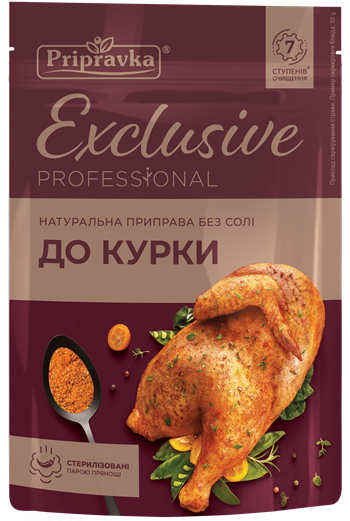 Pripravka®
7
СТУПЕНІВ
ОЧИЩЕННЯ
Exclusive
PROFESSIONAL
НАТУРАЛЬНА ПРИПРАВА БЕЗ СОЛІ
ДО КУРКИ
СТЕРИЛІЗОВАНІ
ПАРОЮ ПРЯНОЩІ